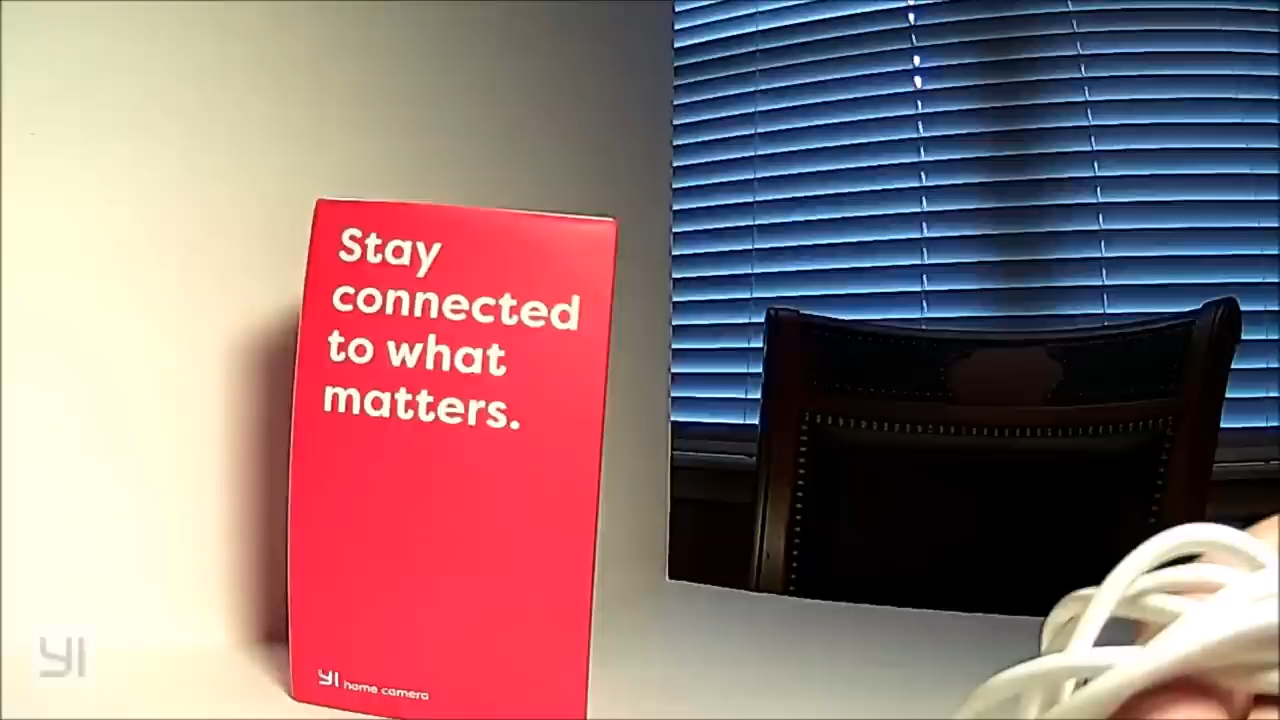 Stay
connected
to what
matters.
YI home camera
YI